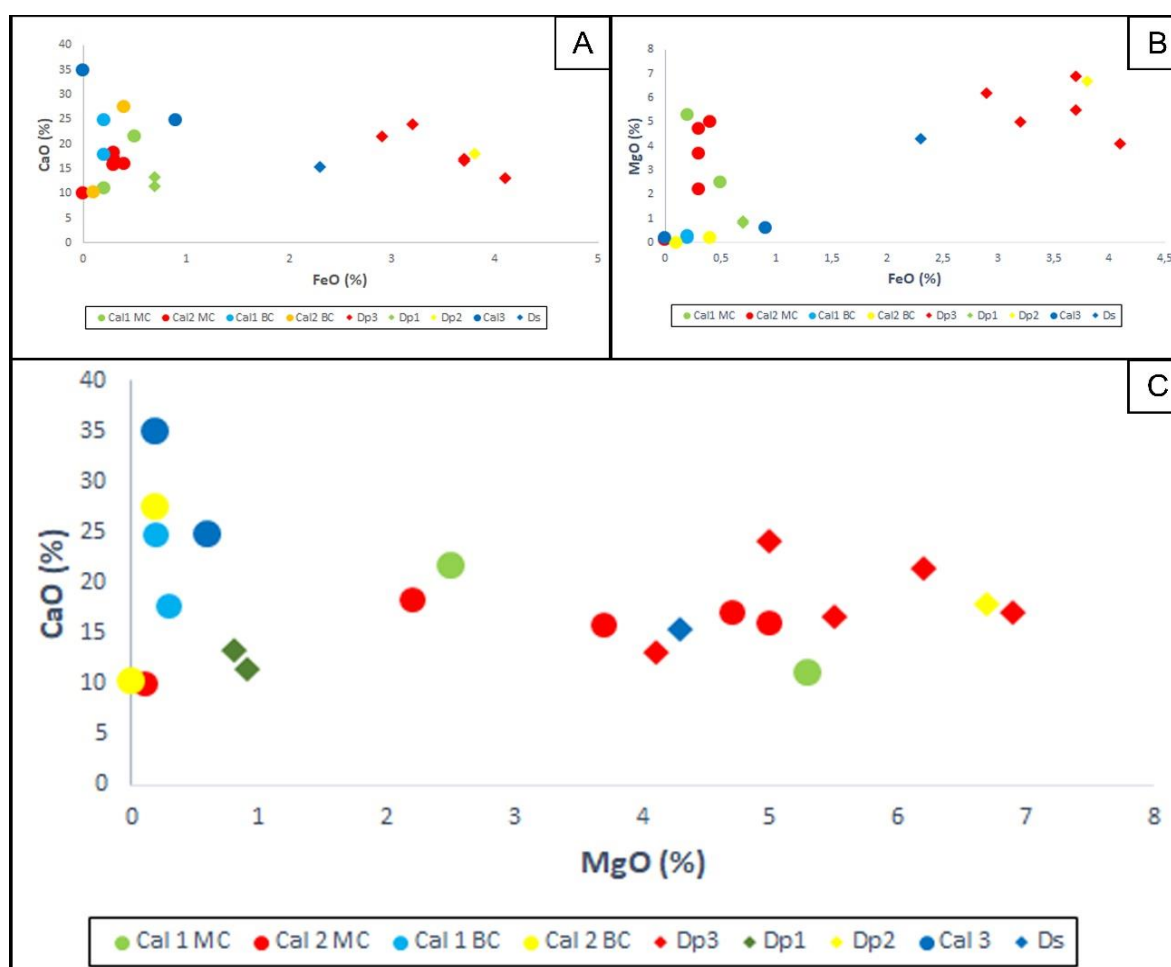 A
CaO (%)
40
35
30
25
20
15
10
5
0
0 1 2 3 4 5
FeO (%)
Cal1 MC Cal2 MC Cal1 BC Cal2 BC Dp3 Dp1 Dp2 Cal3 Ds
B
MgO (%)
8
7
6
5
4
3
2
1
0
0 0,5 1 1,5 2 2,5 3 3,5 4 4,5
FeO (%)
Cal1 MC Cal2 MC Cal1 BC Cal2 BC Dp3 Dp1 Dp2 Cal3 Ds
C
CaO (%)
40
35
30
25
20
15
10
5
0
0 1 2 3 4 5 6 7 8
MgO (%)
Cal 1 MC Cal 2 MC Cal 1 BC Cal 2 BC Dp3 Dp1 Dp2 Cal 3 Ds